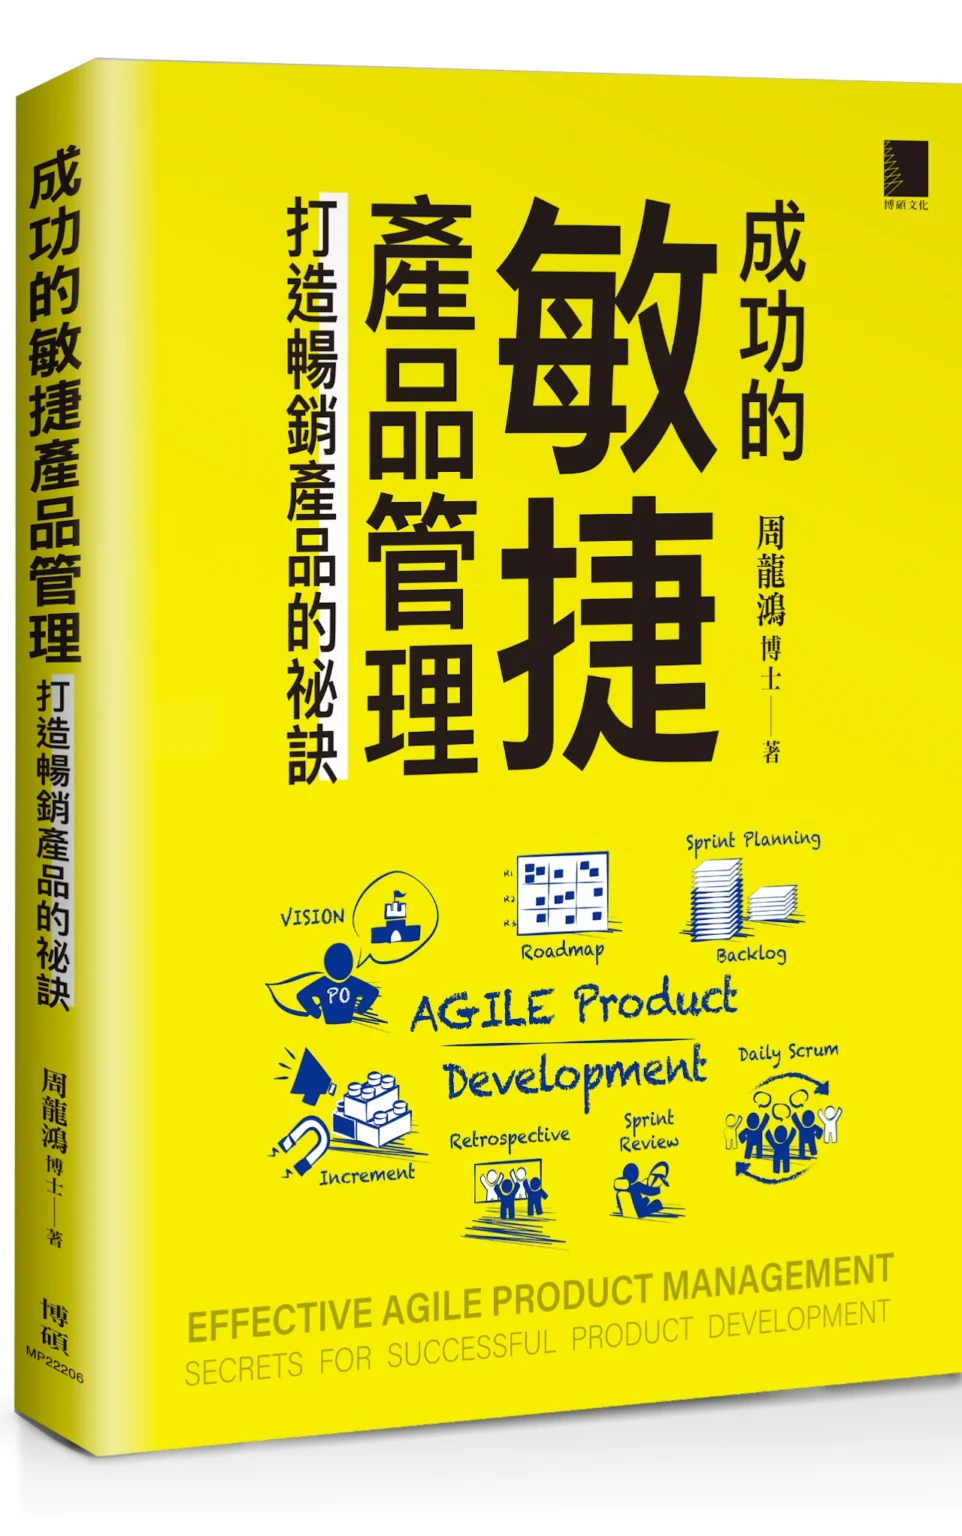 成功的敏捷產品管理
打造暢銷產品的祕訣
周龍鴻 博士 — 著
博碩
MP22206
博碩文化
成功的
敏捷
產品管理
打造暢銷產品的祕訣
周龍鴻 博士 — 著
VISION
PO
R1
R2
R3
Roadmap
Sprint Planning
Backlog
AGILE Product
Development
Daily Scrum
Increment
Retrospective
Sprint
Review
EFFECTIVE AGILE PRODUCT MANAGEMENT
SECRETS FOR SUCCESSFUL PRODUCT DEVELOPMENT